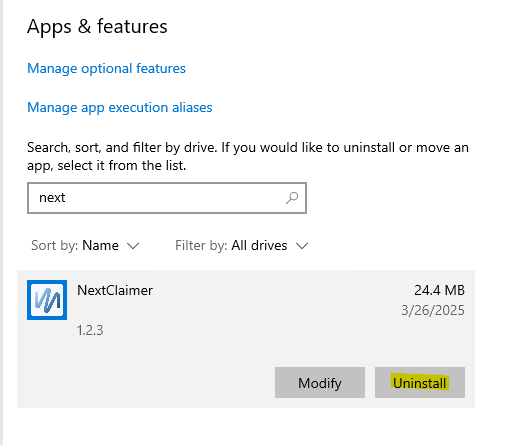 Apps & features
Manage optional features
Manage app execution aliases
Search, sort, and filter by drive. If you would like to uninstall or move an
app, select it from the list.
next
Sort by: Name Filter by: All drives
NextClaimer 24.4 MB
3/26/2025
1.2.3
Modify Uninstall